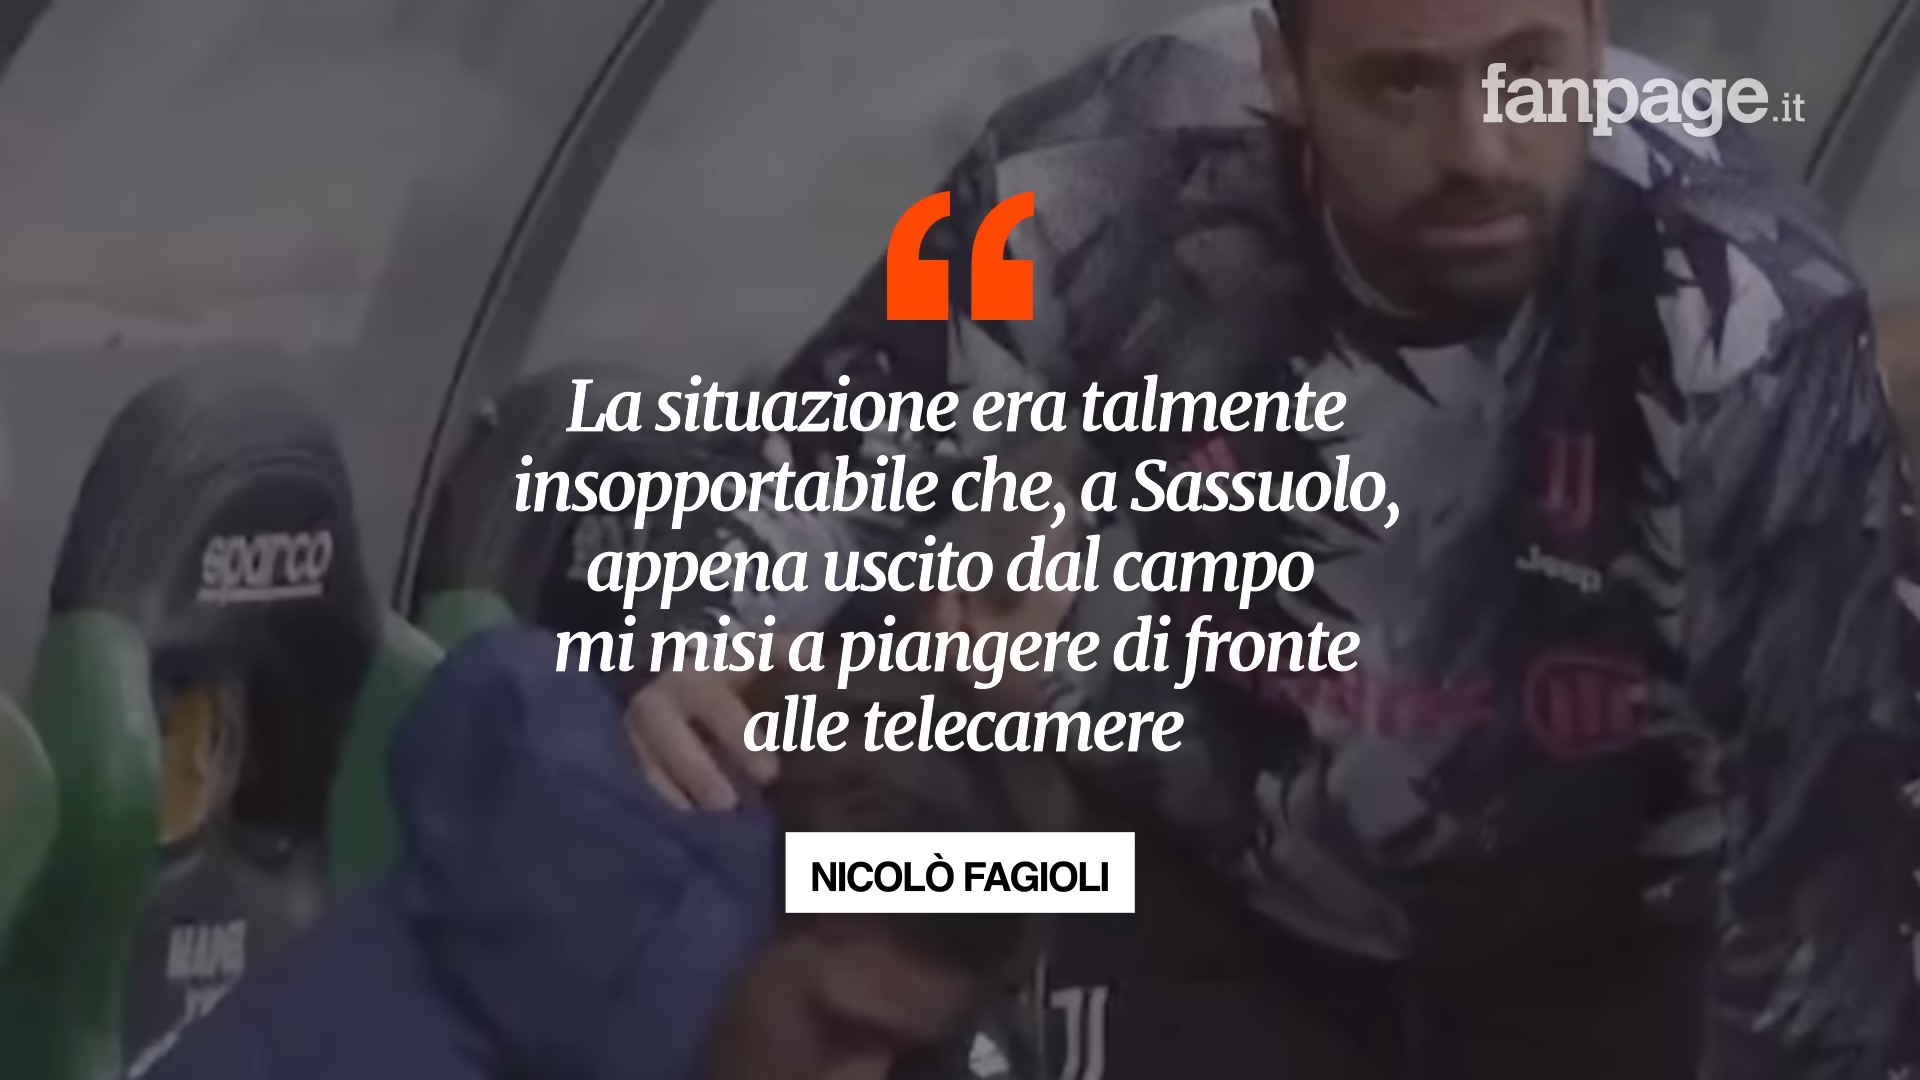 fanpage.it
“
La situazione era talmente
insopportabile che, a Sassuolo,
appena uscito dal campo
mi misi a piangere di fronte
alle telecamere
NICOLÒ FAGIOLI
sparco
Jeep